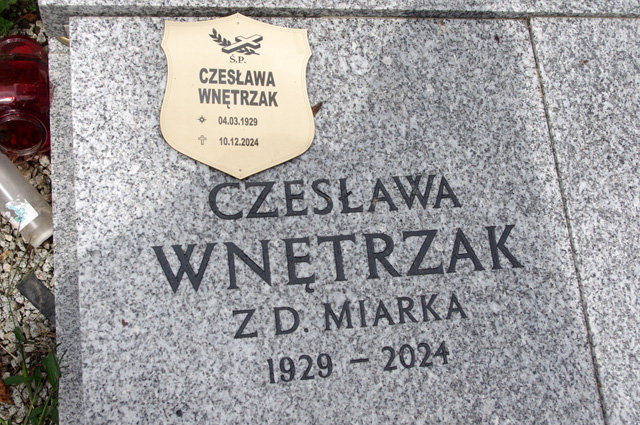 Ś.P.
CZESŁAWA
WNĘTRZAK
04.03.1929
10.12.2024
CZESŁAWA
WNĘTRZAK
Z D. MIARKA
1929 – 2024